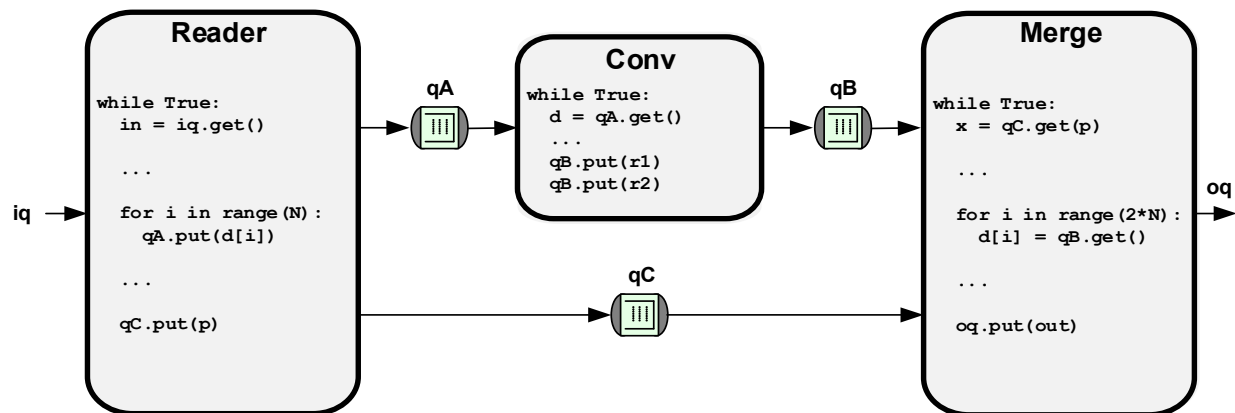 Reader
while True:
in = iq.get()
...
for i in range(N):
qA.put(d[i])
...
qC.put(p)
iq
qA
Conv
while True:
d = qA.get()
...
qB.put(r1)
qB.put(r2)
qB
qC
Merge
while True:
x = qC.get(p)
...
for i in range(2*N):
d[i] = qB.get()
...
oq.put(out)
oq